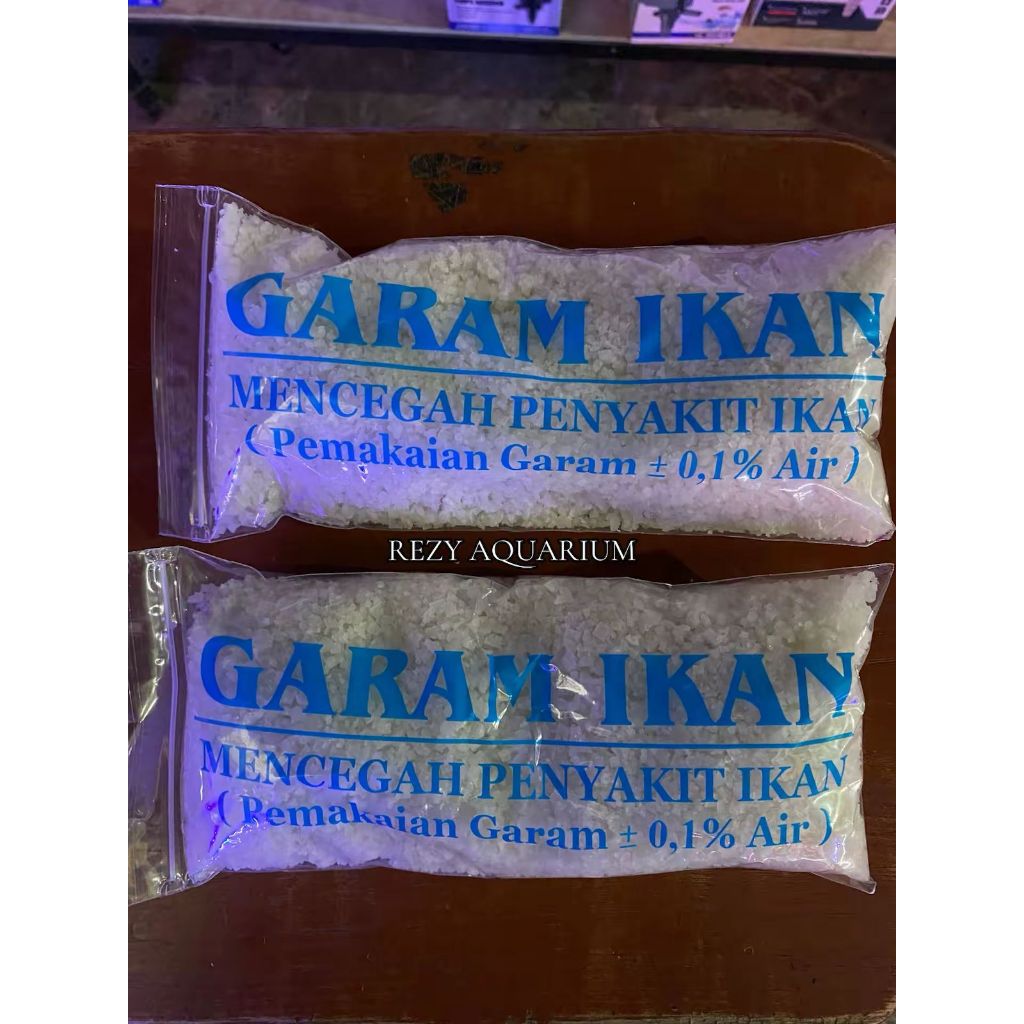 GARAM IKAN
MENCEGAH PENYAKIT IKAN
( Pemakaian Garam ± 0,1% Air )
REZY AQUARIUM
GARAM IKAN
MENCEGAH PENYAKIT IKAN
( Pemakaian Garam ± 0,1% Air )